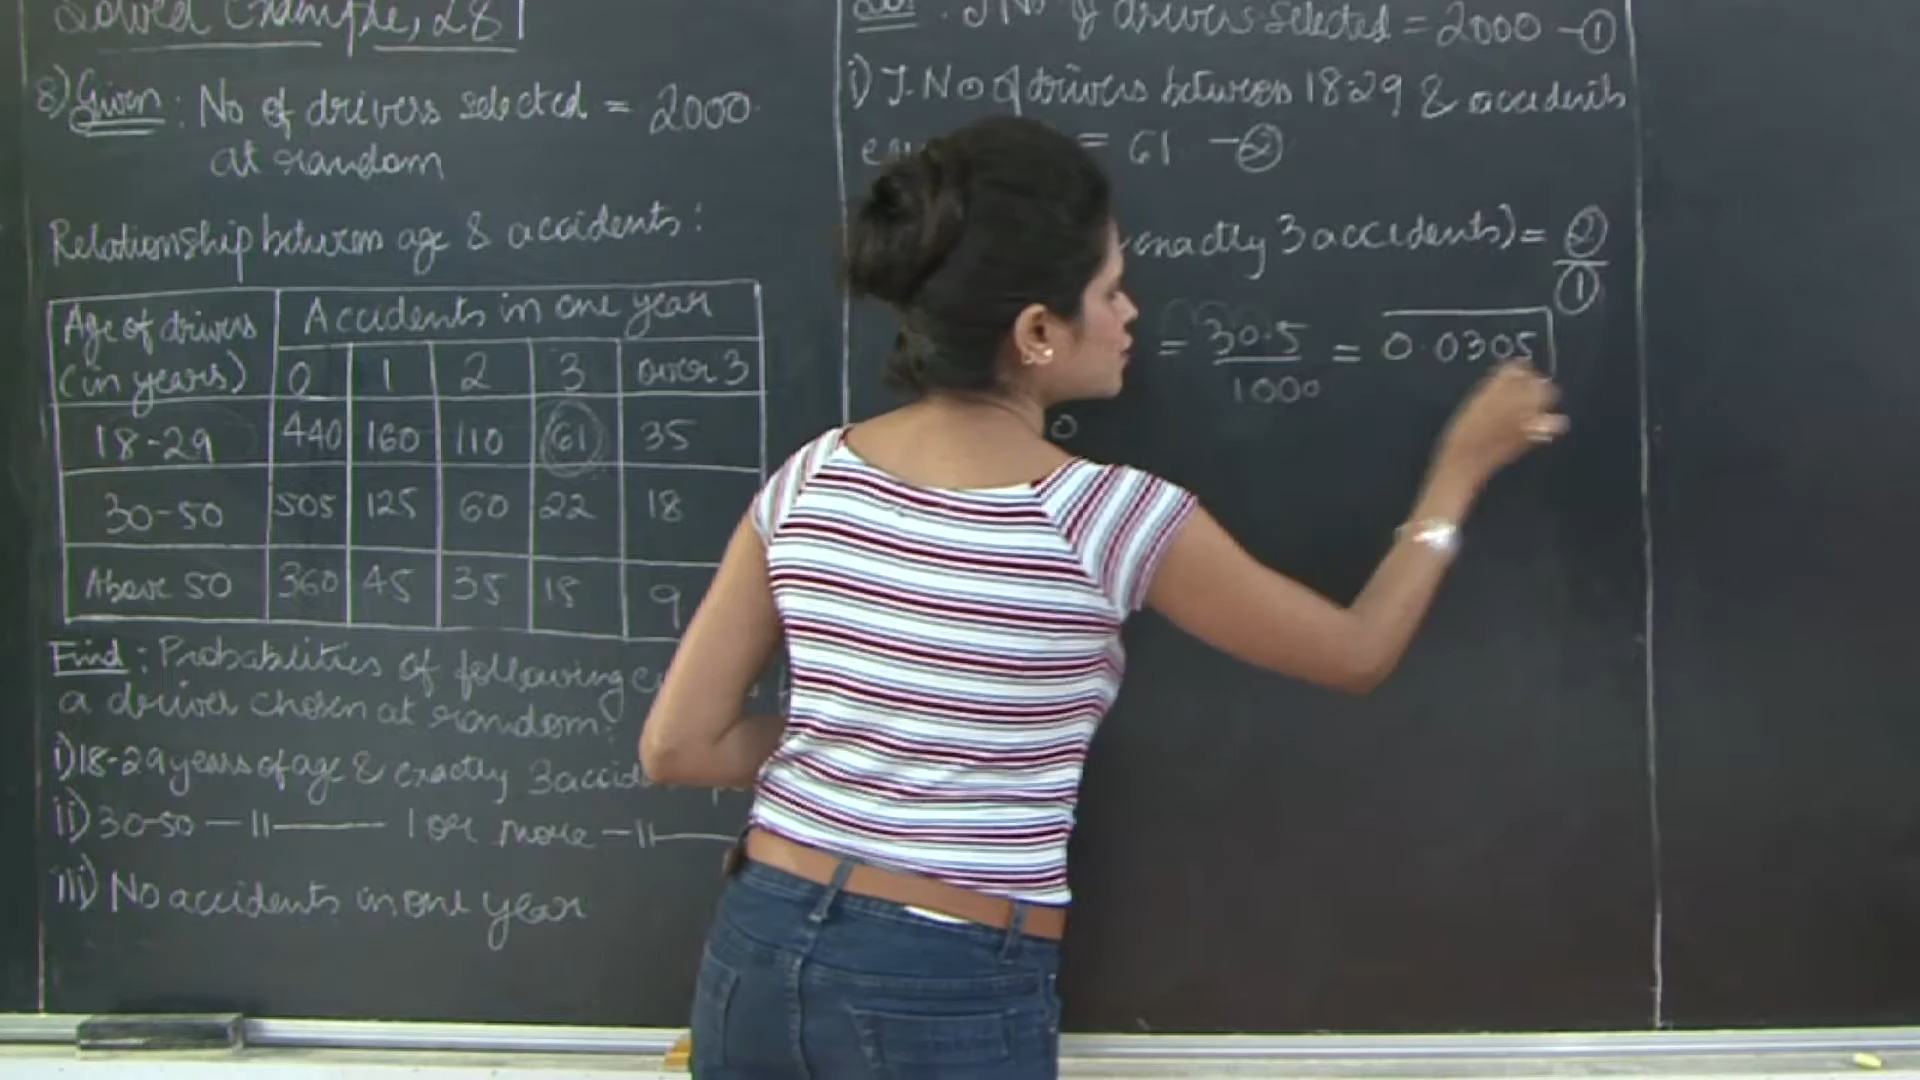 Solved Example, 28
8) Given: No of drivers selected = 2000
at random
Relationship between age & accidents:
Age of drivers (in years) Accidents in one year
0 1 2 3 over 3
18-29 440 160 110 61 35
30-50 505 125 60 22 18
Above 50 360 45 35 15 9
Find: Probabilities of following
a driver chosen at random:
i) 18-29 years of age & exactly 3
ii) 30-50 — 11 — 1 or more — 11 —
iii) No accidents in one year
Sol: T No of drivers selected = 2000 — ①
i) T. No of drivers between 18-29 & accidents
= 61 — ②
exactly 3 accidents) = ②/①
= 30.5/1000 = 0.0305
0